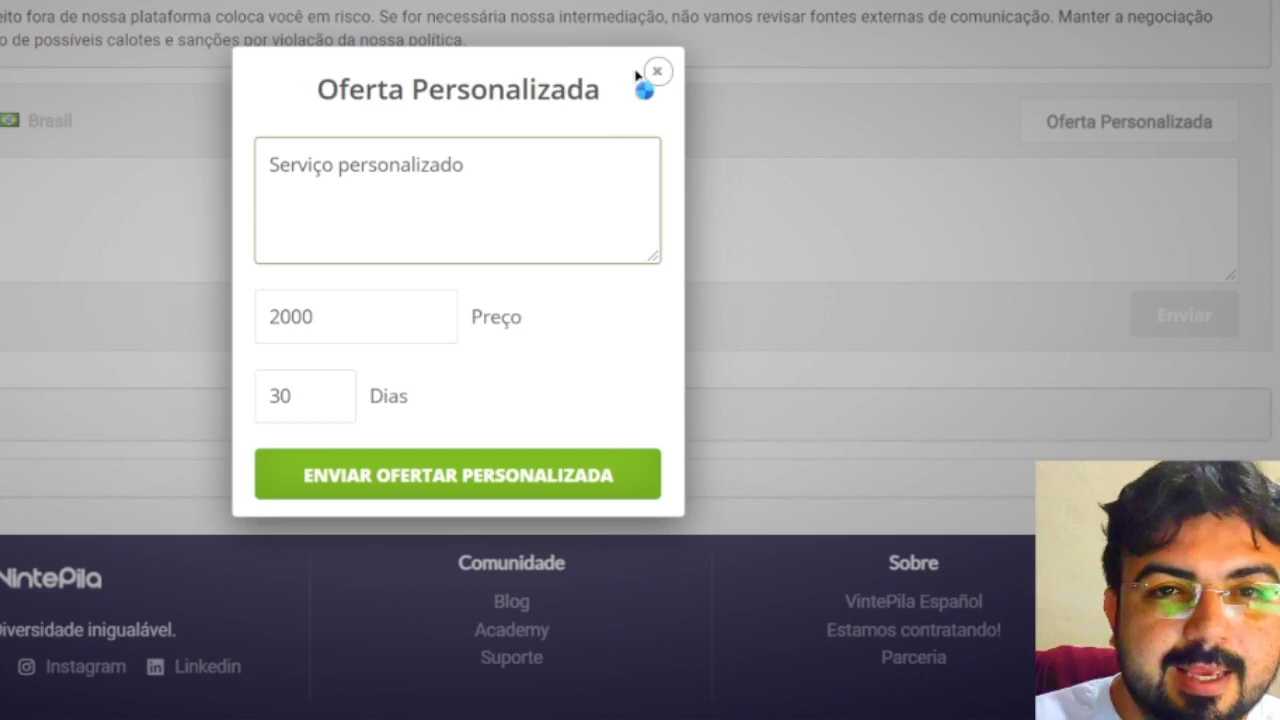 eito fora de nossa plataforma coloca você em risco. Se for necessária nossa intermediação, não vamos revisar fontes externas de comunicação. Manter a negociação
o de possíveis calotes e sanções por violação da nossa política.
Oferta Personalizada
Brasil
Oferta Personalizada
Serviço personalizado
2000 Preço
Enviar
30 Dias
ENVIAR OFERTAR PERSONALIZADA
VintePila
Comunidade
Sobre
Blog
VintePila Español
Diversidade inigualável.
Academy
Estamos contratando!
Instagram
Linkedin
Suporte
Parceria